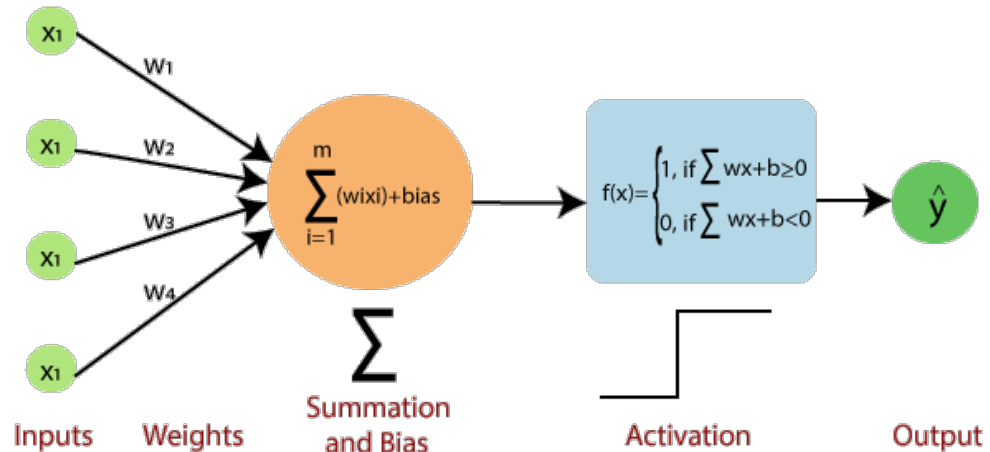 x1
W1
x1
W2
x1
W3
x1
W4
m
∑(wixi)+bias
i=1
f(x)={1, if ∑ wx+b≥0
0, if ∑ wx+b<0
ŷ
∑
Inputs
Weights
Summation
and Bias
Activation
Output